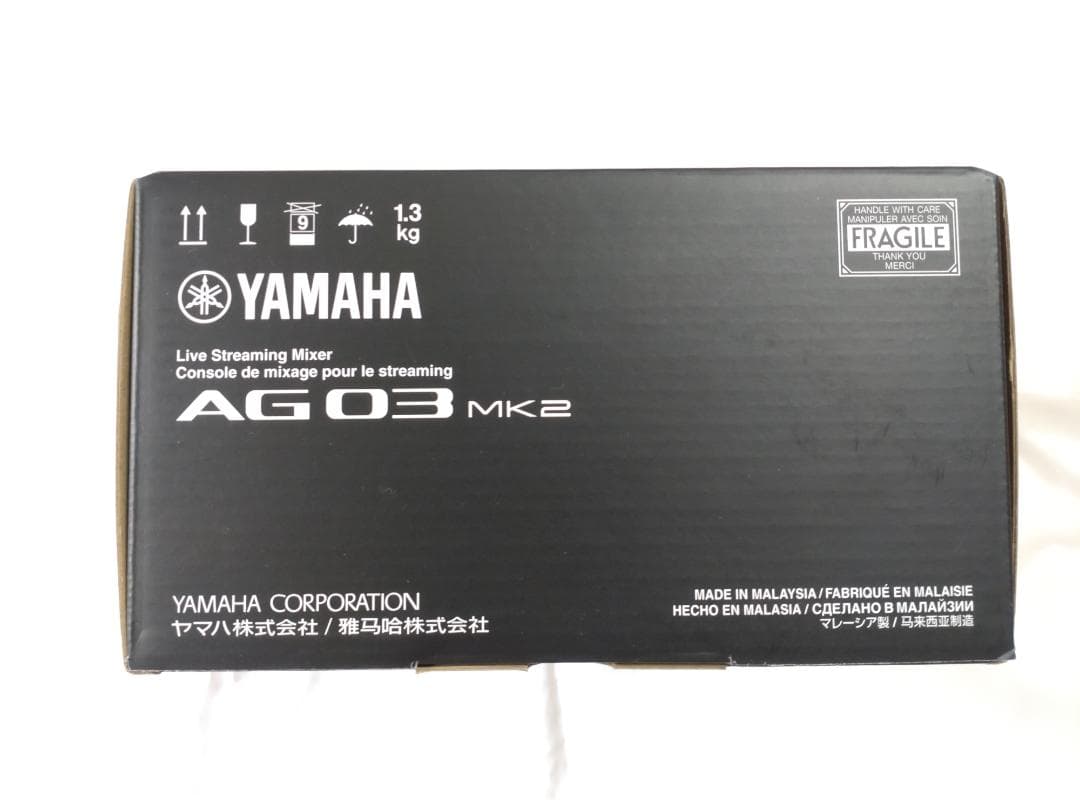 9
1.3
kg
HANDLE WITH CARE
MANIPULER AVEC SOIN
FRAGILE
THANK YOU
MERCI
YAMAHA
Live Streaming Mixer
Console de mixage pour le streaming
AG 03 MK2
YAMAHA CORPORATION
ヤマハ株式会社 / 雅马哈株式会社
MADE IN MALAYSIA / FABRIQUÉ EN MALAISIE
HECHO EN MALASIA / СДЕЛАНО В МАЛАЙЗИИ
マレーシア製 / 马来西亚制造